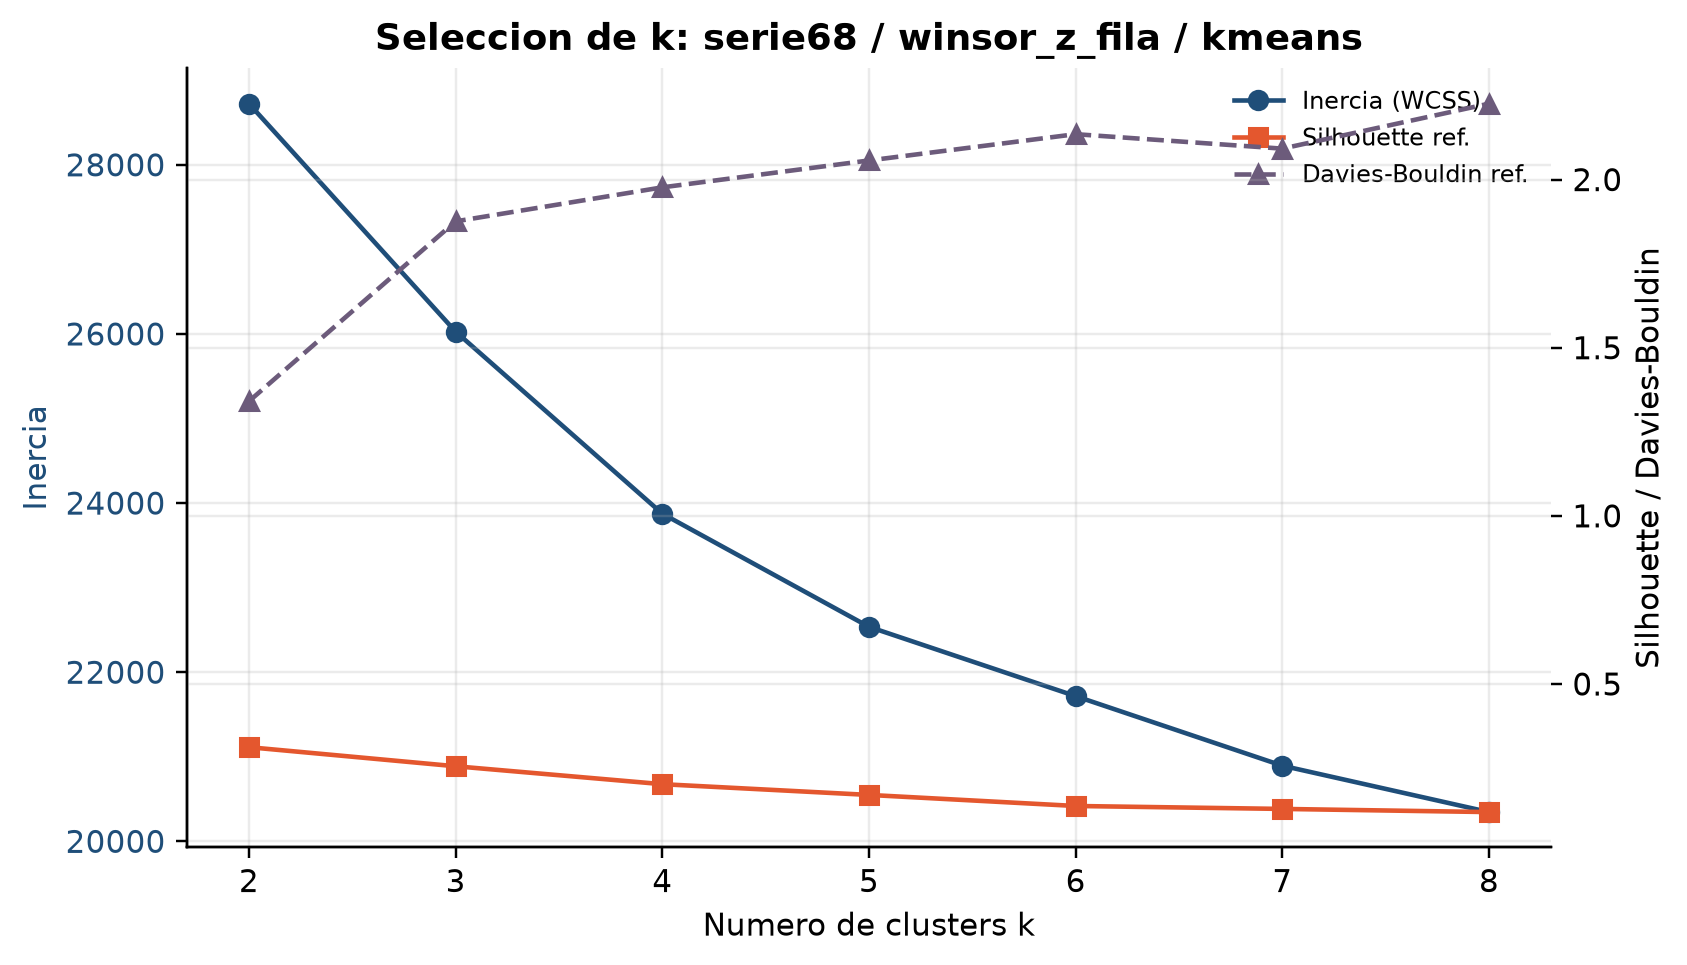 Seleccion de k: serie68 / winsor_z_fila / kmeans
Inercia (WCSS)
Silhouette ref.
Davies-Bouldin ref.
28000
26000
24000
22000
20000
Inercia
2.0
1.5
1.0
0.5
Silhouette / Davies-Bouldin
2 3 4 5 6 7 8
Numero de clusters k